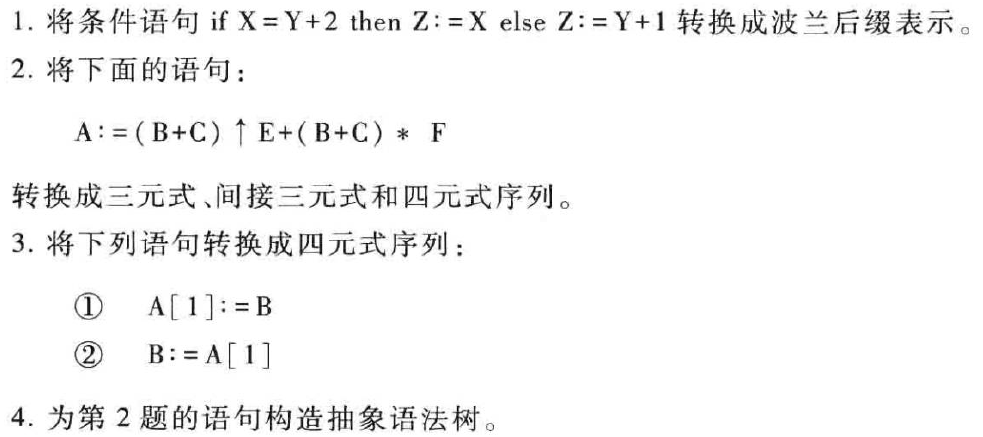 1. 将条件语句 if X=Y+2 then Z:=X else Z:=Y+1 转换成波兰后缀表示。
2. 将下面的语句:
A:=(B+C)↑E+(B+C)* F
转换成三元式、间接三元式和四元式序列。
3. 将下列语句转换成四元式序列:
① A[1]:=B
② B:=A[1]
4. 为第 2 题的语句构造抽象语法树。